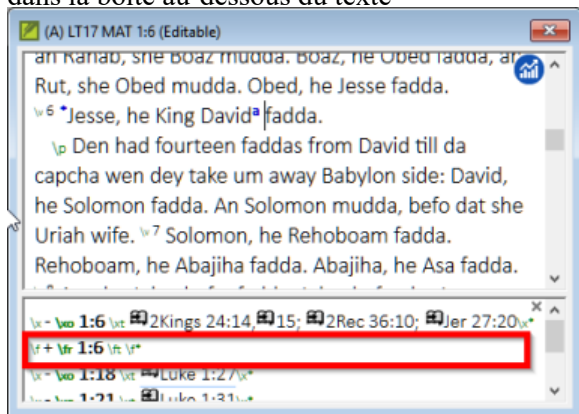 dans la boîte au-dessous du texte
(A) LT17 MAT 1:6 (Editable)
an Rahab, she Boaz mudda. Boaz, he Obed fadda, an
Rut, she Obed mudda. Obed, he Jesse fadda.
\v 6 *Jesse, he King Davidᵃ fadda.
\p Den had fourteen faddas from David till da
capcha wen dey take um away Babylon side: David,
he Solomon fadda. An Solomon mudda, befo dat she
Uriah wife. \v 7 Solomon, he Rehoboam fadda.
Rehoboam, he Abajiha fadda. Abajiha, he Asa fadda.
\x - \xo 1:6 \xt 2Kings 24:14, 15; 2Rec 36:10; Jer 27:20\x*
\f + \fr 1:6 \ft \f*
\x - \xo 1:18 \xt Luke 1:27\x*
\x - \xo 1:21 \xt Luke 1:31\x*